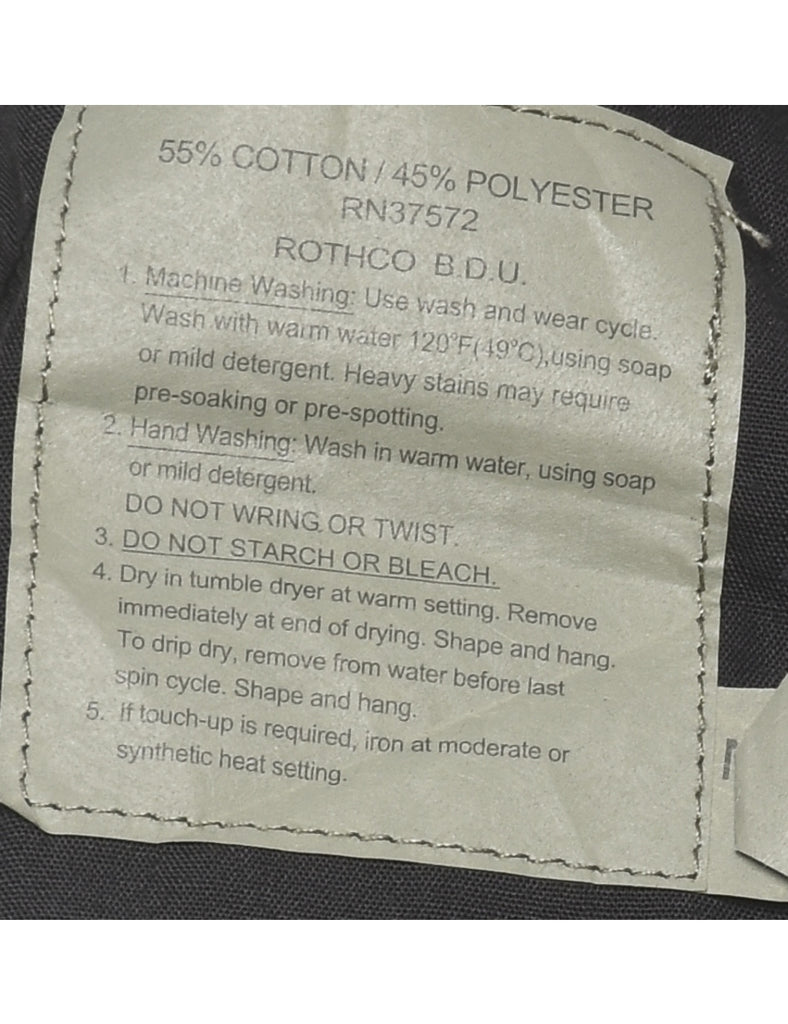 55% COTTON / 45% POLYESTER
RN37572
ROTHCO B.D.U.
1. Machine Washing: Use wash and wear cycle.
Wash with warm water 120°F(49°C),using soap
or mild detergent. Heavy stains may require
pre-soaking or pre-spotting.
2. Hand Washing: Wash in warm water, using soap
or mild detergent.
DO NOT WRING OR TWIST.
3. DO NOT STARCH OR BLEACH.
4. Dry in tumble dryer at warm setting. Remove
immediately at end of drying. Shape and hang.
To drip dry, remove from water before last
spin cycle. Shape and hang.
5. If touch-up is required, iron at moderate or
synthetic heat setting.